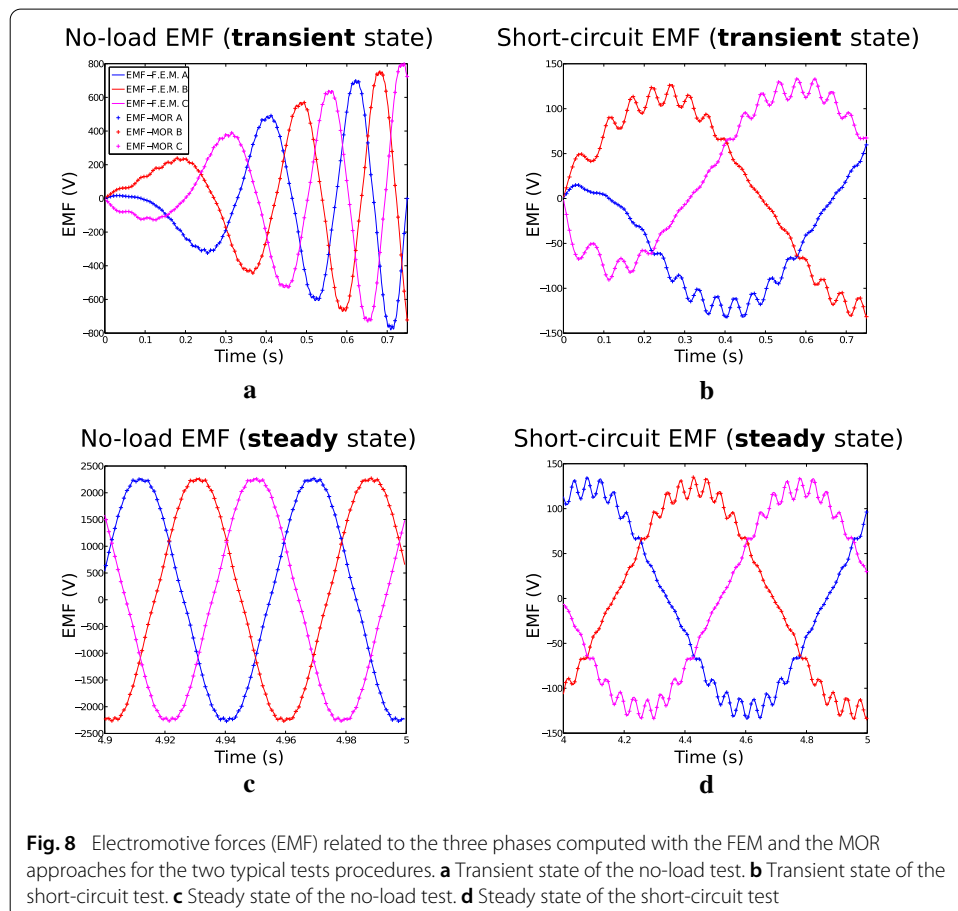 No-load EMF (transient state)
800
600
400
200
0
−200
−400
−600
−800
EMF (V)
EMF–F.E.M. A
EMF–F.E.M. B
EMF–F.E.M. C
EMF–MOR A
EMF–MOR B
EMF–MOR C
0 0.1 0.2 0.3 0.4 0.5 0.6 0.7
Time (s)
a
Short-circuit EMF (transient state)
150
100
50
0
−50
−100
−150
EMF (V)
0 0.1 0.2 0.3 0.4 0.5 0.6 0.7
Time (s)
b
No-load EMF (steady state)
2500
2000
1500
1000
500
0
−500
−1000
−1500
−2000
−2500
EMF (V)
4.9 4.92 4.94 4.96 4.98 5
Time (s)
c
Short-circuit EMF (steady state)
150
100
50
0
−50
−100
−150
EMF (V)
4 4.2 4.4 4.6 4.8 5
Time (s)
d
Fig. 8 Electromotive forces (EMF) related to the three phases computed with the FEM and the MOR
approaches for the two typical tests procedures. a Transient state of the no-load test. b Transient state of the
short-circuit test. c Steady state of the no-load test. d Steady state of the short-circuit test